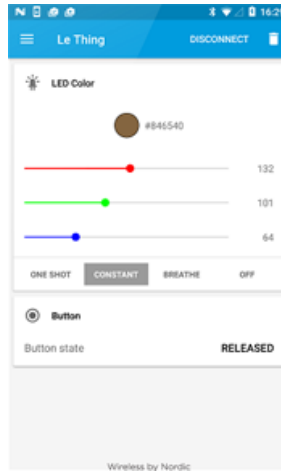 16:29
Le Thing DISCONNECT
LED Color
#846540
132
101
64
ONE SHOT CONSTANT BREATHE OFF
Button
Button state RELEASED
Wireless by Nordic